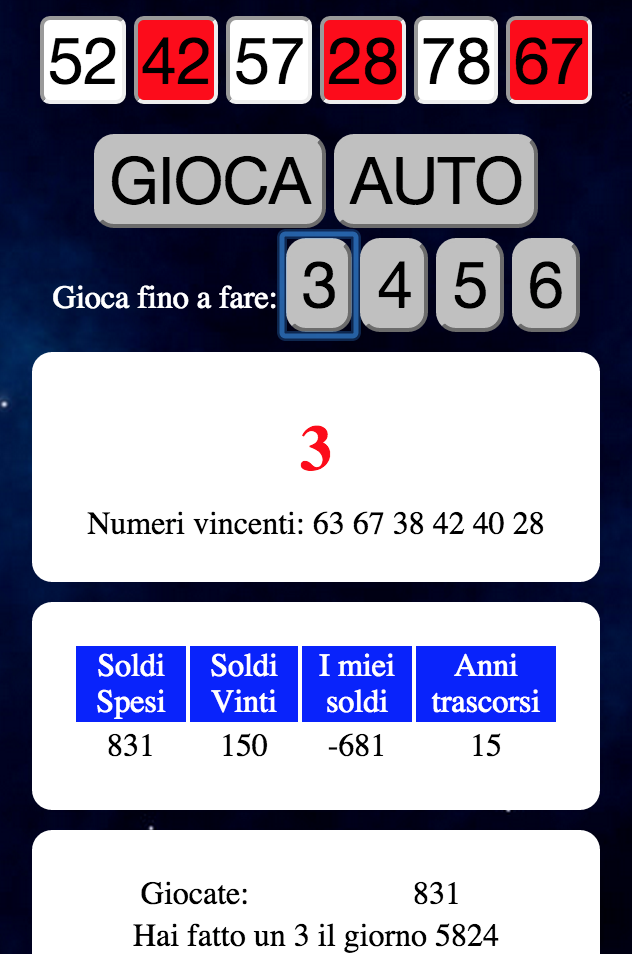 52 42 57 28 78 67
GIOCA AUTO
Gioca fino a fare: 3 4 5 6
3
Numeri vincenti: 63 67 38 42 40 28
Soldi Spesi Soldi Vinti I miei soldi Anni trascorsi
831 150 -681 15
Giocate: 831
Hai fatto un 3 il giorno 5824